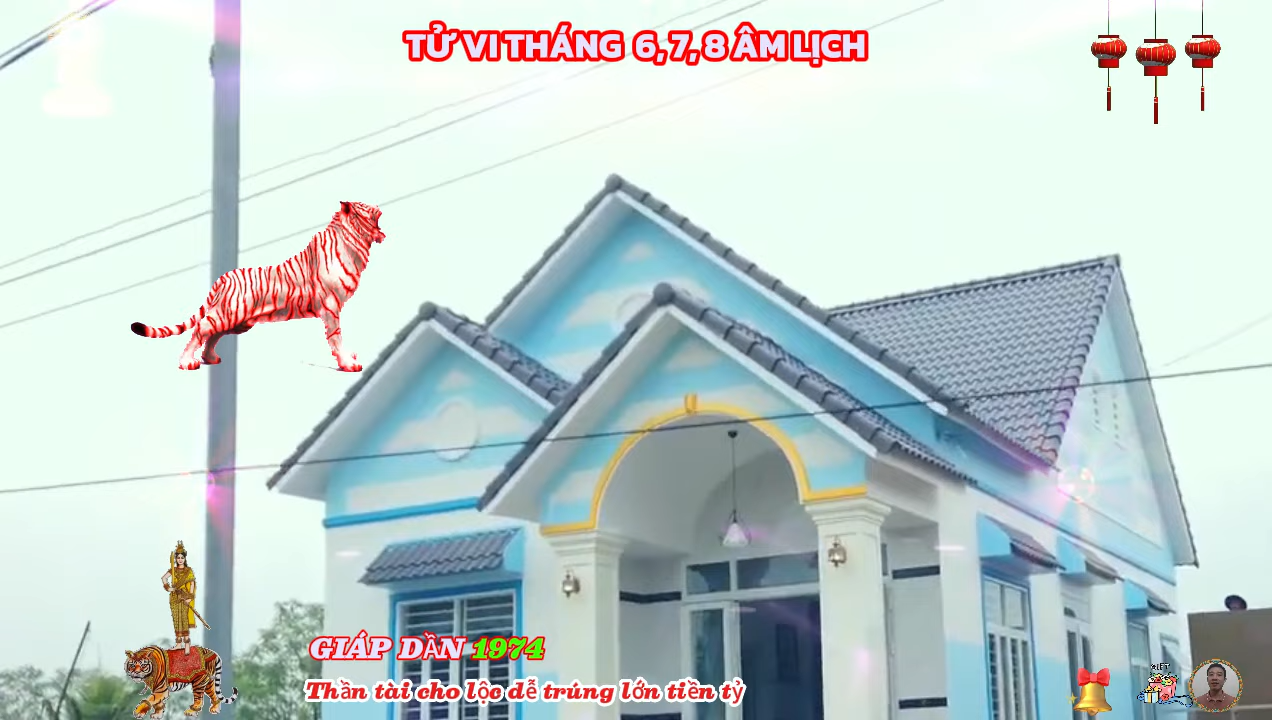 TỬ VI THÁNG 6, 7, 8 ÂM LỊCH
GIÁP DẦN 1974
Thần tài cho lộc dễ trúng lớn tiền tỷ